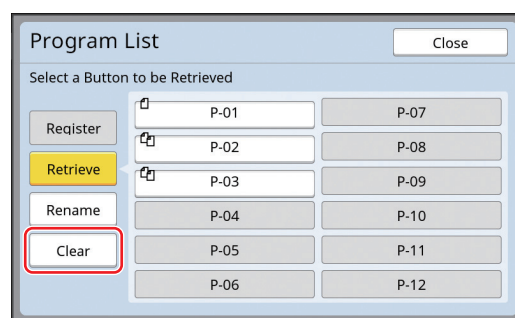 Program List
Close
Select a Button to be Retrieved
Register
Retrieve
Rename
Clear
P-01
P-02
P-03
P-04
P-05
P-06
P-07
P-08
P-09
P-10
P-11
P-12